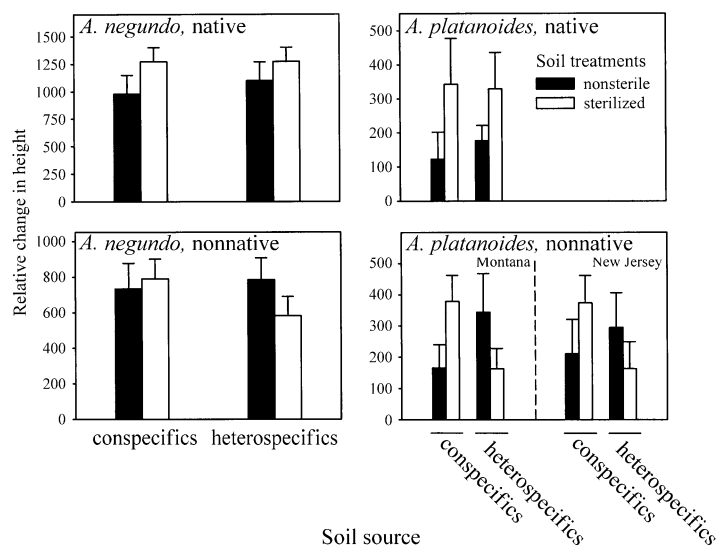 A. negundo, native
1500
1250
1000
750
500
250
0
A. platanoides, native
500
400
300
200
100
0
Soil treatments
nonsterile
sterilized
Relative change in height
A. negundo, nonnative
1000
800
600
400
200
0
conspecifics
heterospecifics
A. platanoides, nonnative
Montana
New Jersey
500
400
300
200
100
0
conspecifics
heterospecifics
conspecifics
heterospecifics
Soil source